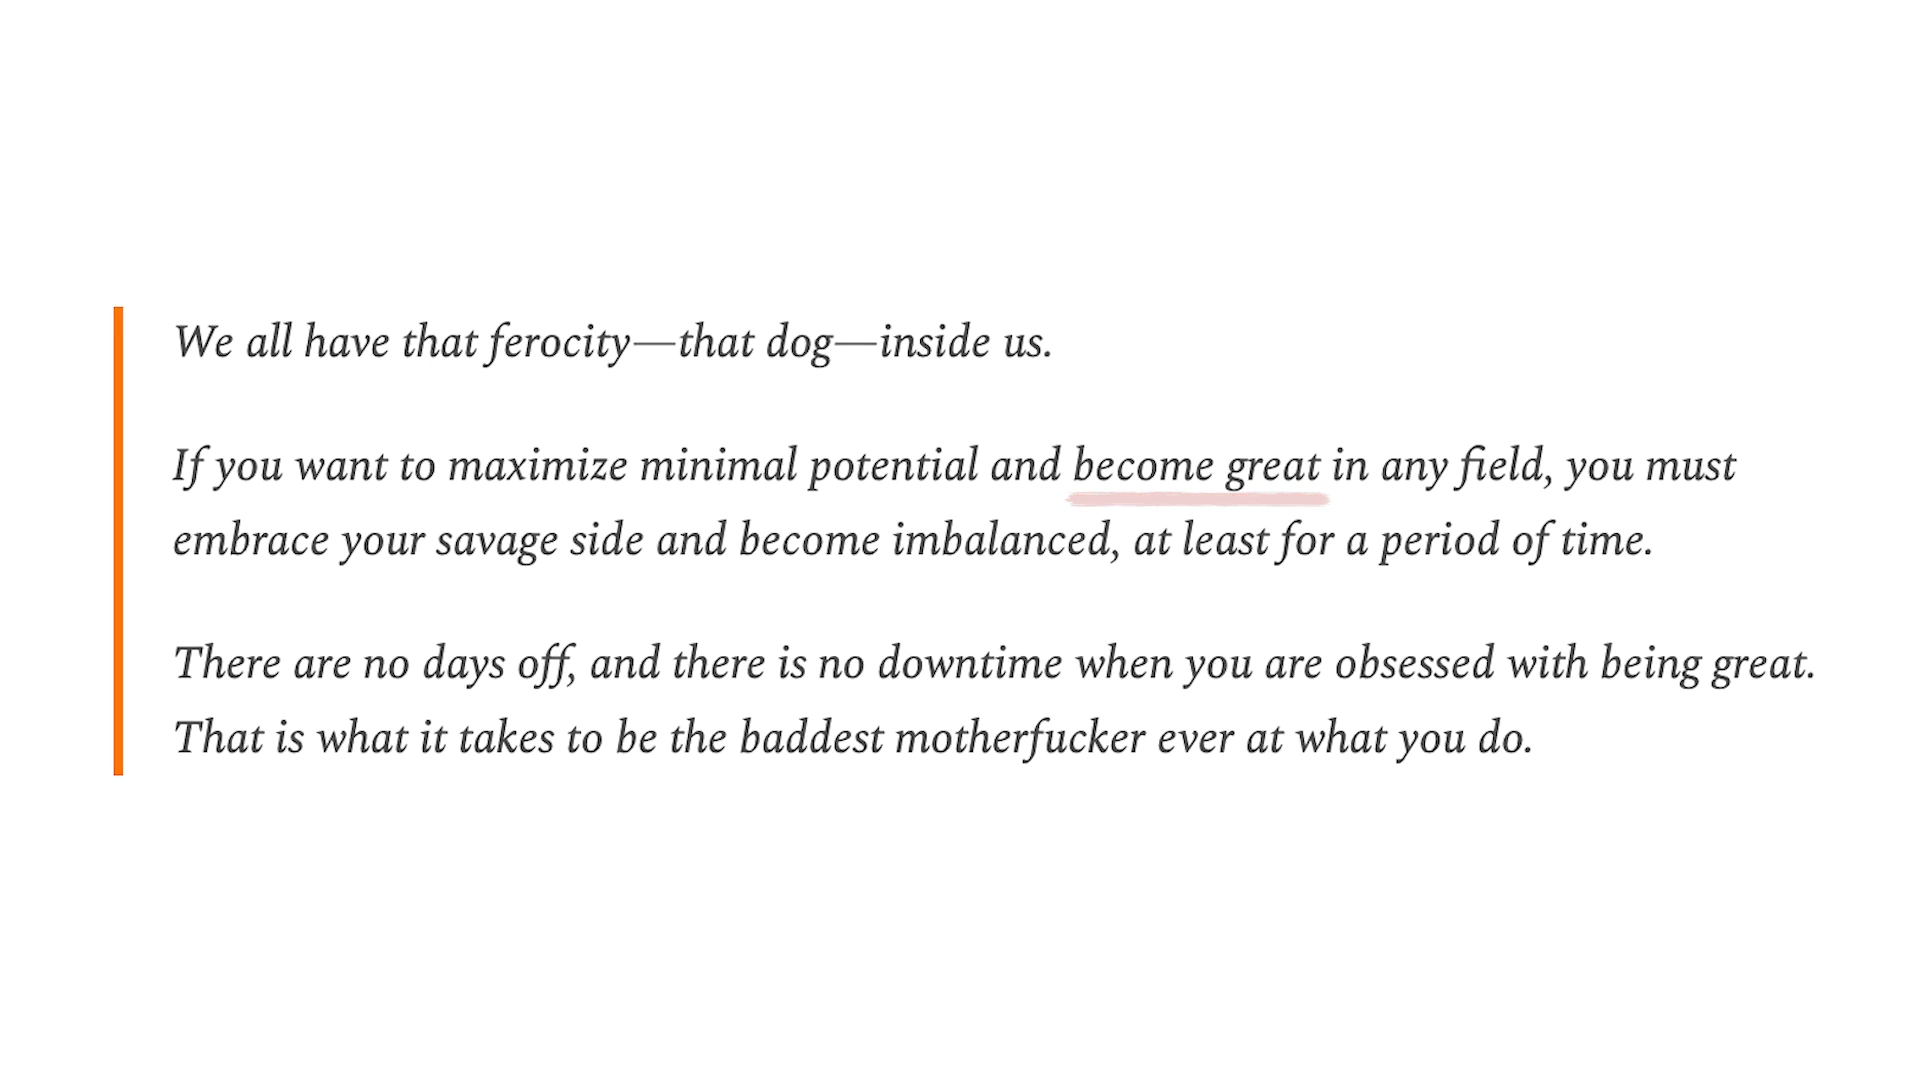 We all have that ferocity—that dog—inside us.
If you want to maximize minimal potential and become great in any field, you must
embrace your savage side and become imbalanced, at least for a period of time.
There are no days off, and there is no downtime when you are obsessed with being great.
That is what it takes to be the baddest motherfucker ever at what you do.